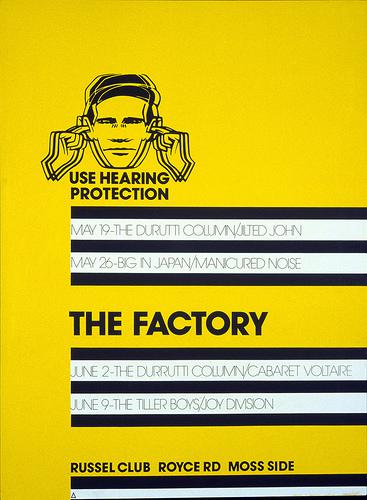 USE HEARING
PROTECTION
MAY 19-THE DURUTTI COLUMN/JILTED JOHN
MAY 26-BIG IN JAPAN/MANICURED NOISE
THE FACTORY
JUNE 2-THE DURRUTTI COLUMN/CABARET VOLTAIRE
JUNE 9-THE TILLER BOYS/JOY DIVISION
RUSSEL CLUB ROYCE RD MOSS SIDE